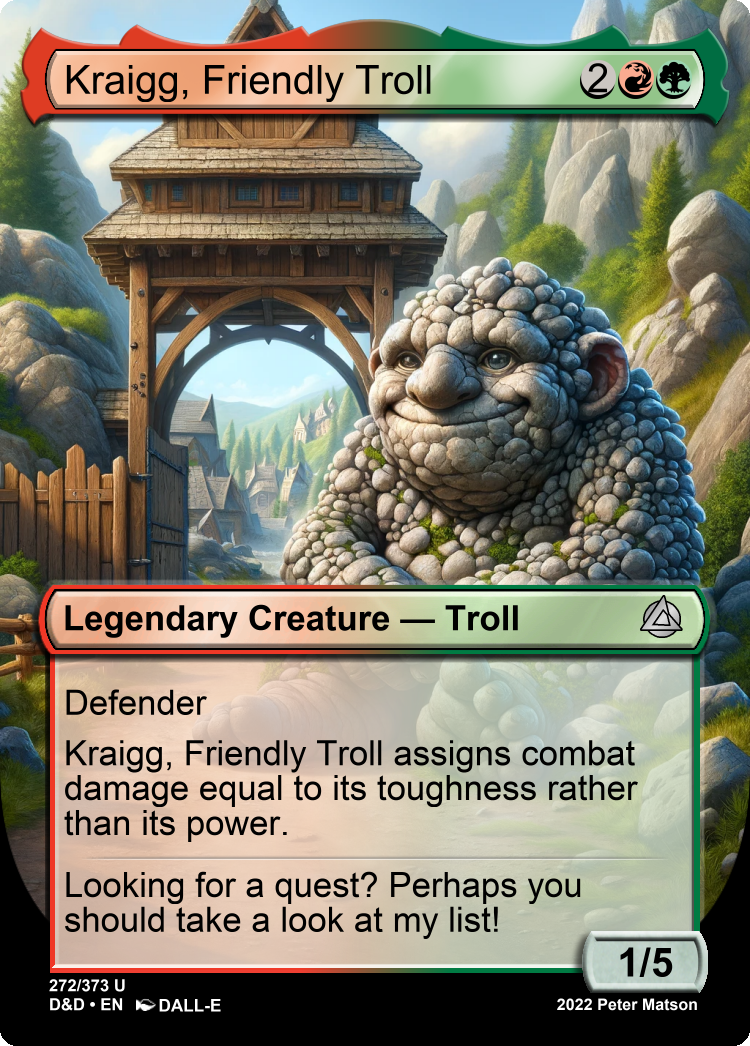 Kraigg, Friendly Troll 2
Legendary Creature — Troll
Defender
Kraigg, Friendly Troll assigns combat
damage equal to its toughness rather
than its power.
Looking for a quest? Perhaps you
should take a look at my list!
1/5
272/373 U
D&D • EN DALL-E
2022 Peter Matson